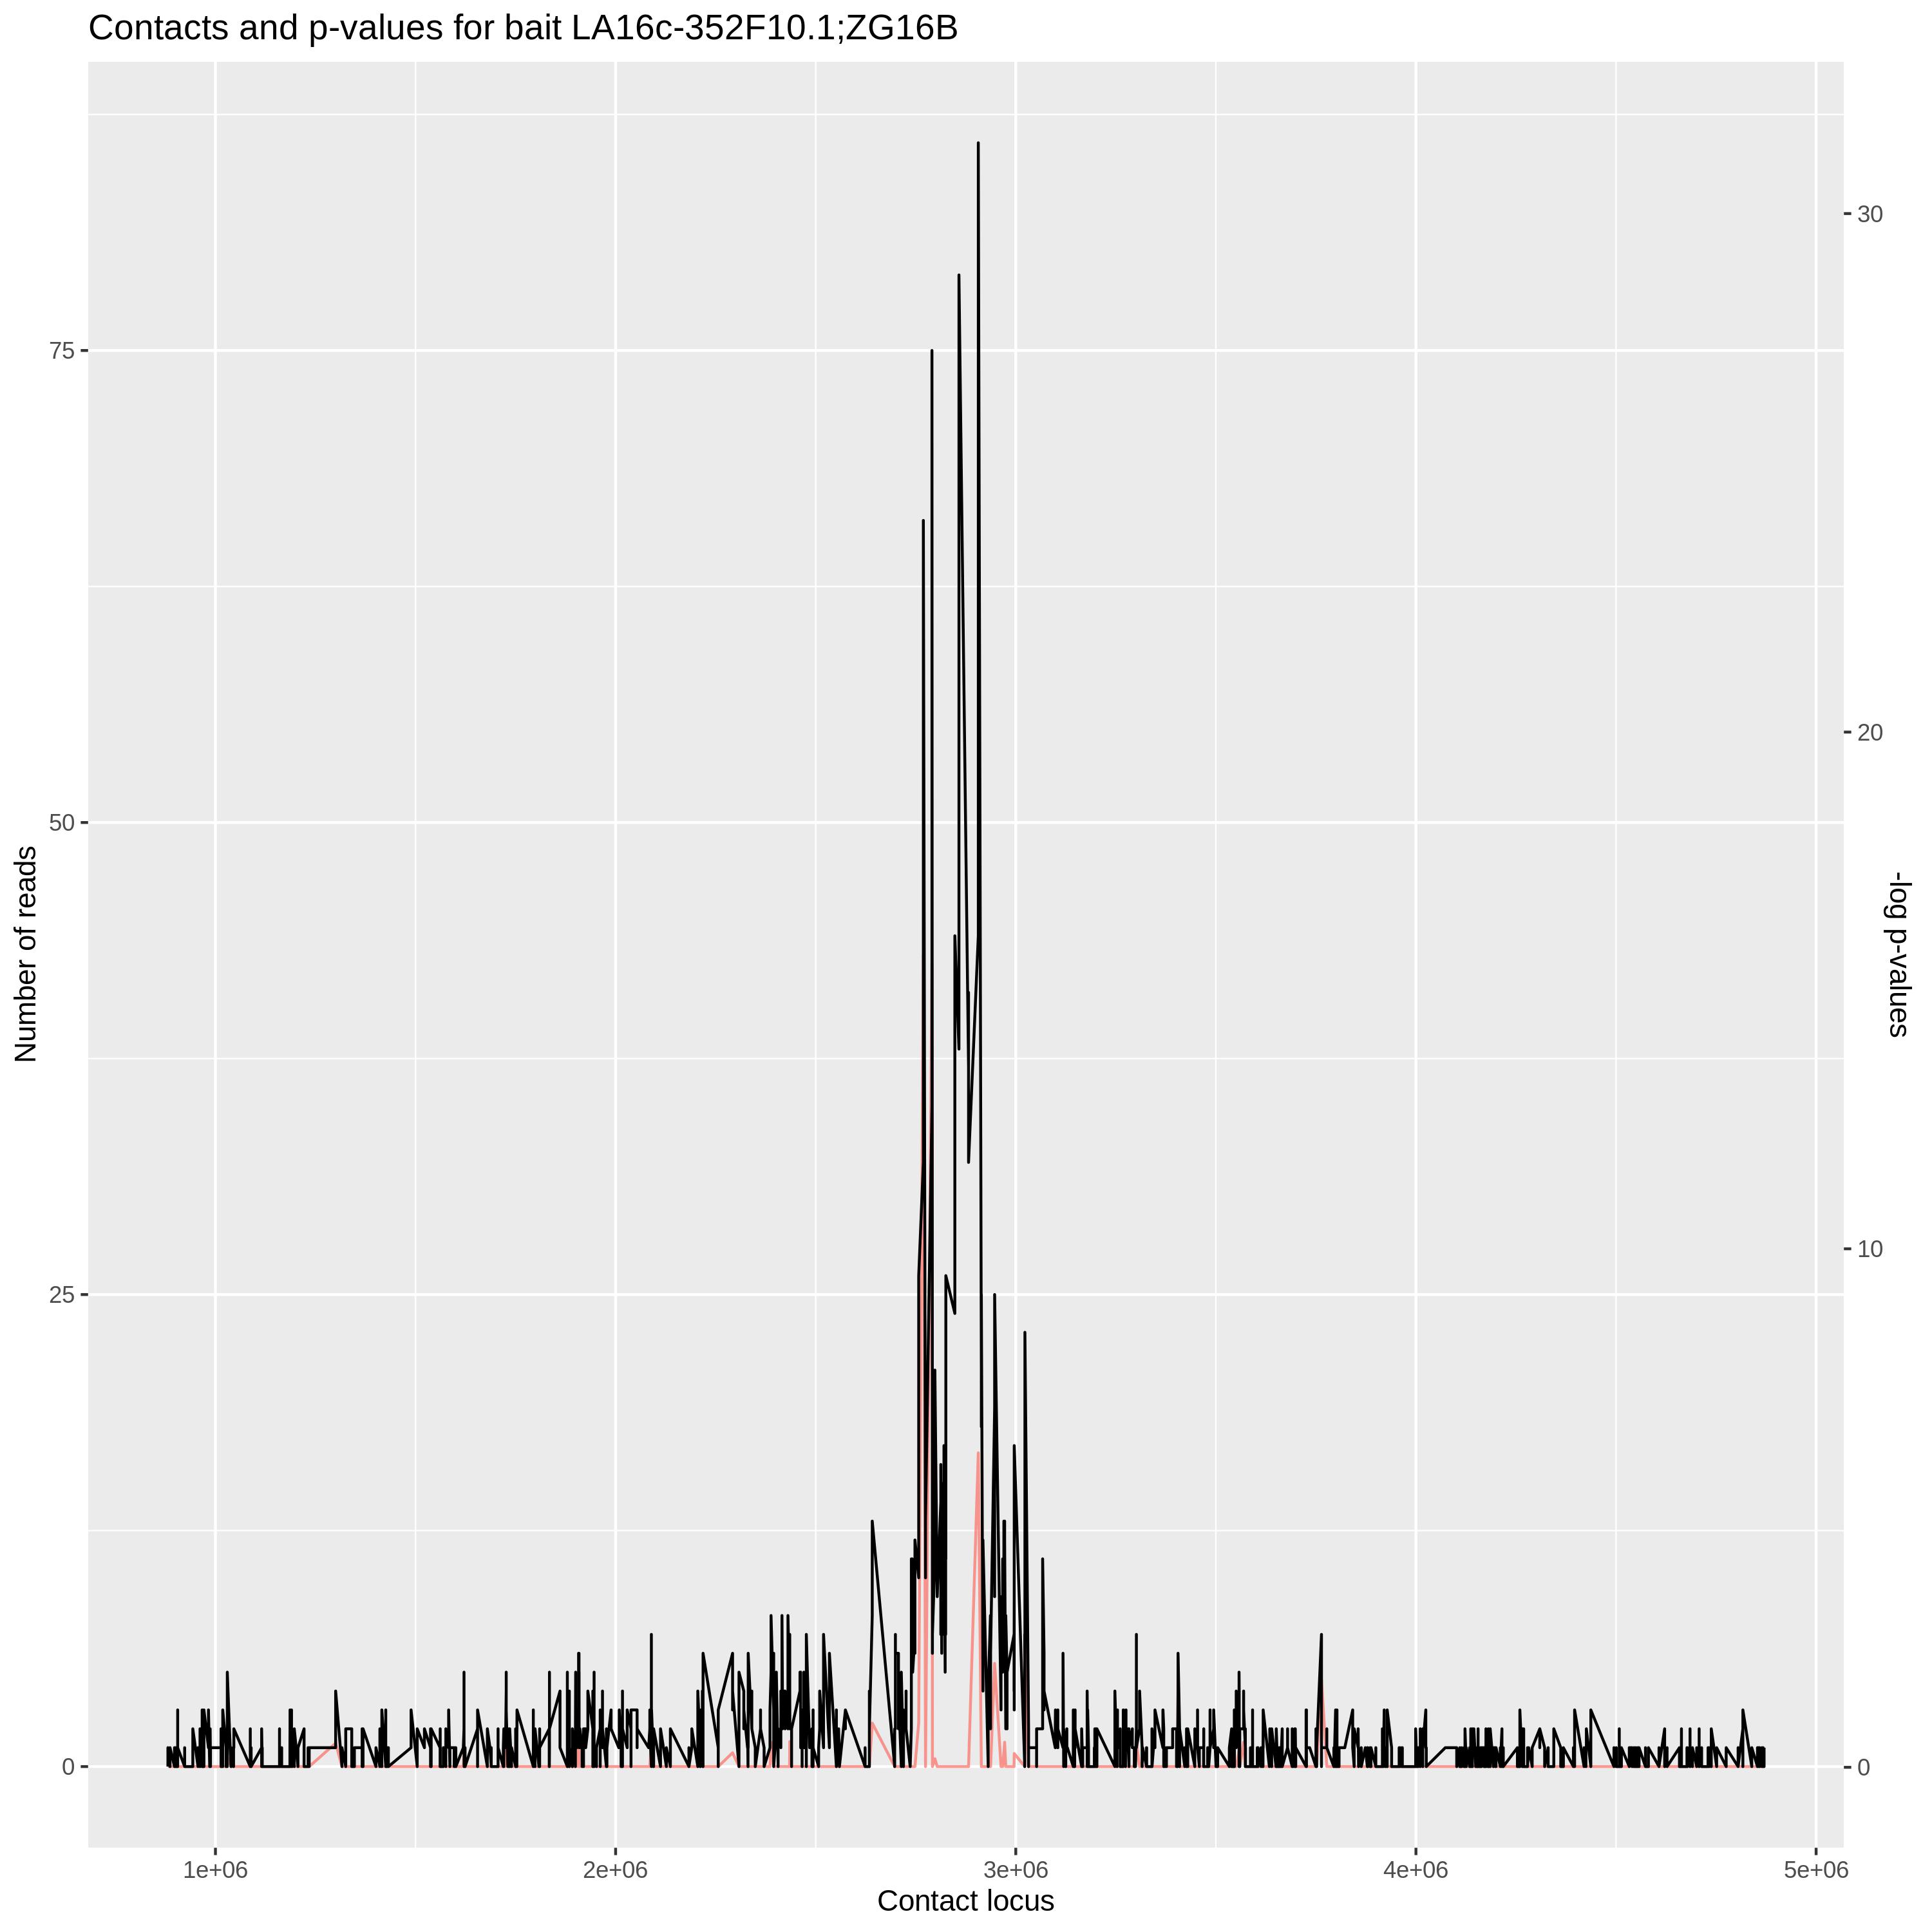 Contacts and p-values for bait LA16c-352F10.1;ZG16B
75
50
25
0
Number of reads
30
20
10
0
-log p-values
1e+06 2e+06 3e+06 4e+06 5e+06
Contact locus